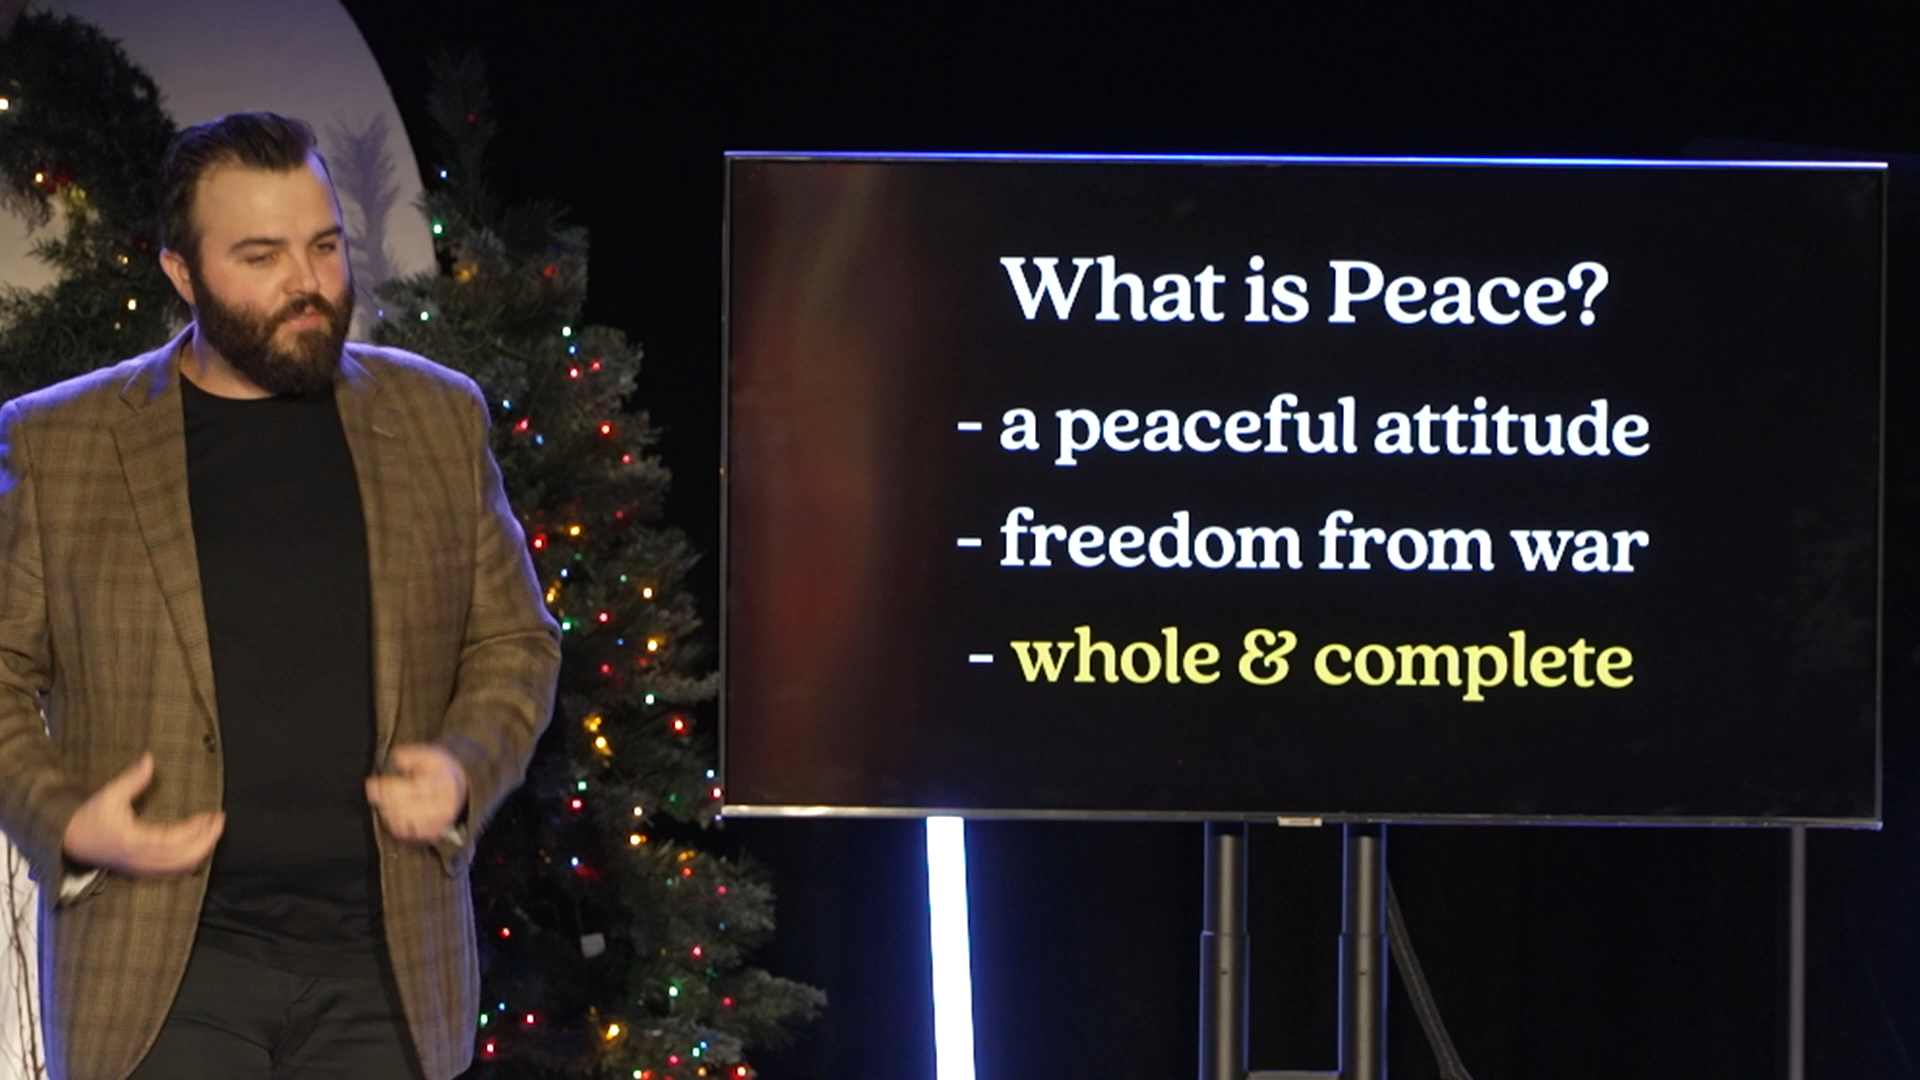 What is Peace?
- a peaceful attitude
- freedom from war
- whole & complete